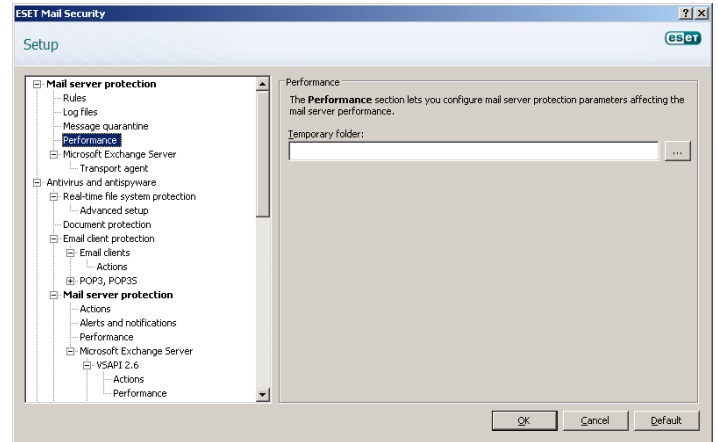 ESET Mail Security
Setup
eseT
Mail server protection
Rules
Log files
Message quarantine
Performance
Microsoft Exchange Server
Transport agent
Antivirus and antispyware
Real-time file system protection
Advanced setup
Document protection
Email client protection
Email clients
Actions
POP3, POP3S
Mail server protection
Actions
Alerts and notifications
Performance
Microsoft Exchange Server
VSAPI 2.6
Actions
Performance
Performance
The Performance section lets you configure mail server protection parameters affecting the
mail server performance.
Temporary folder:
...
OK
Cancel
Default